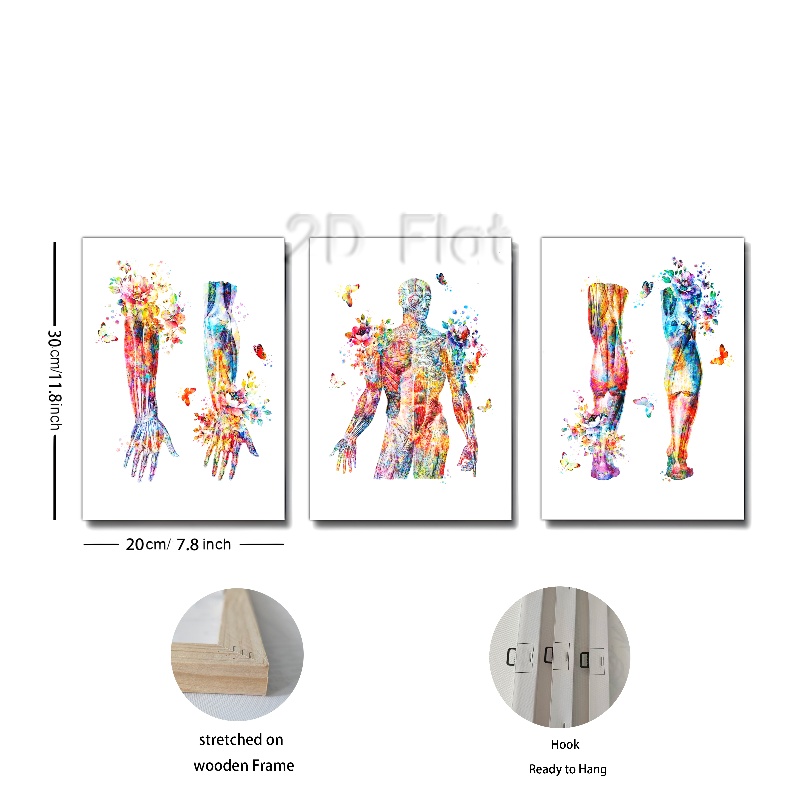 2D Flat
30cm/11.8inch
20cm/ 7.8 inch
stretched on
wooden Frame
Hook
Ready to Hang